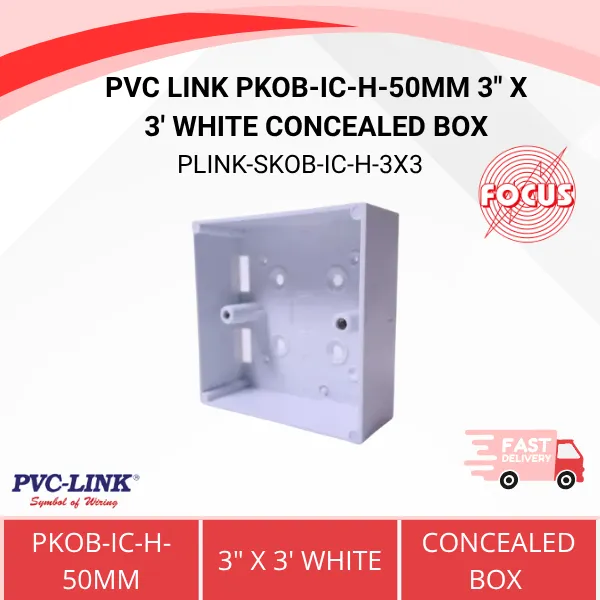 PVC LINK PKOB-IC-H-50MM 3" X
3' WHITE CONCEALED BOX
PLINK-SKOB-IC-H-3X3
FOCUS
FAST
DELIVERY
PVC-LINK®
Symbol of Wiring
PKOB-IC-H-
50MM
3" X 3' WHITE
CONCEALED
BOX